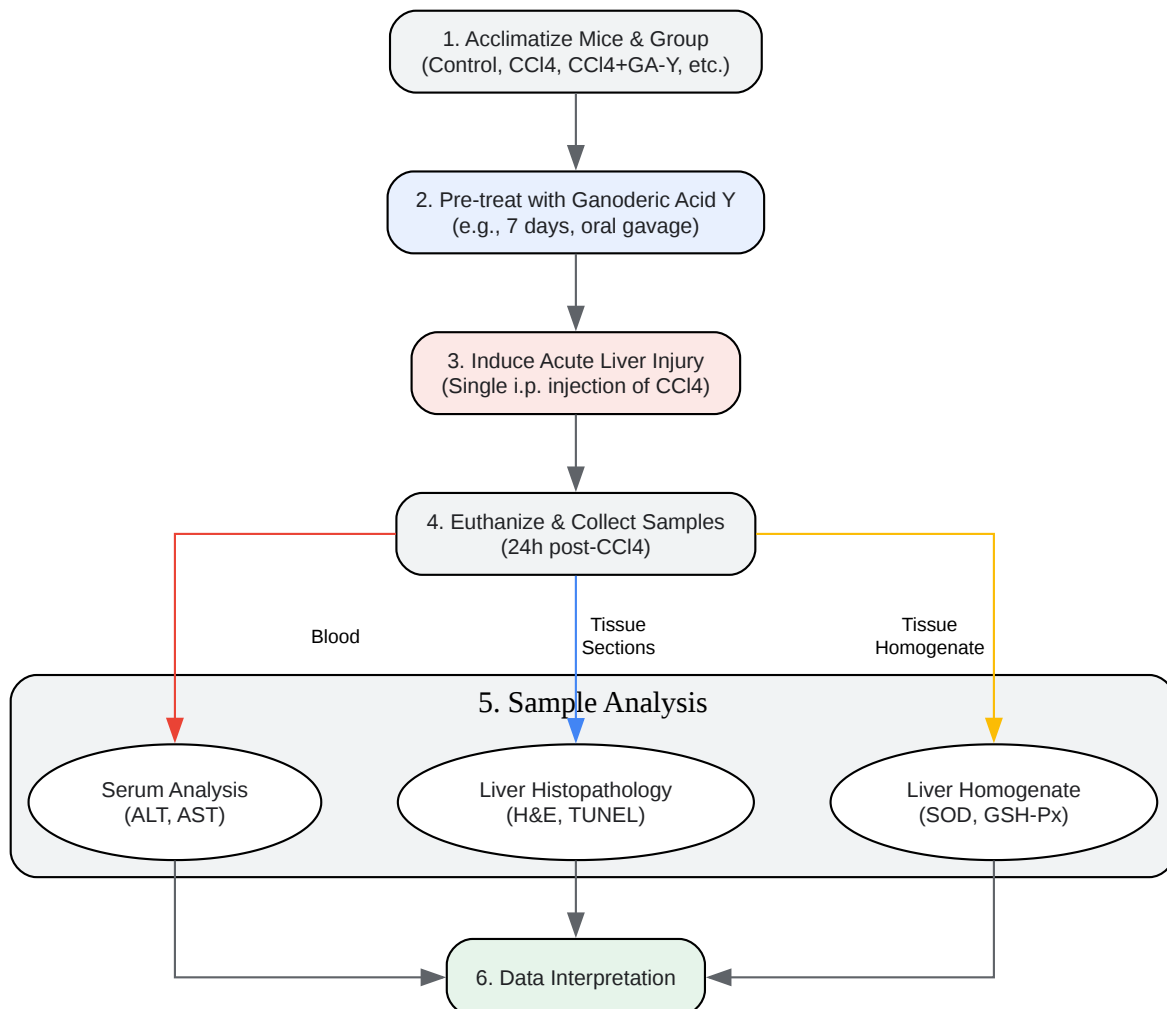 1. Acclimatize Mice & Group
(Control, CCl4, CCl4+GA-Y, etc.)
2. Pre-treat with Ganoderic Acid Y
(e.g., 7 days, oral gavage)
3. Induce Acute Liver Injury
(Single i.p. injection of CCl4)
4. Euthanize & Collect Samples
(24h post-CCl4)
Blood
Tissue
Sections
Tissue
Homogenate
5. Sample Analysis
Serum Analysis
(ALT, AST)
Liver Histopathology
(H&E, TUNEL)
Liver Homogenate
(SOD, GSH-Px)
6. Data Interpretation